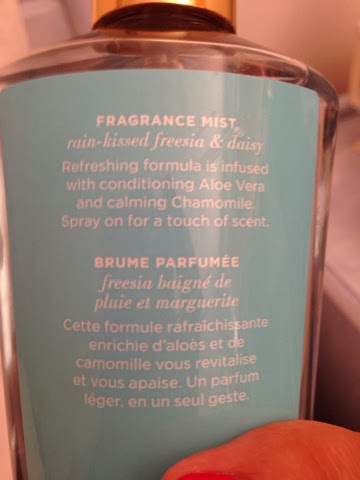 FRAGRANCE MIST
rain-kissed freesia & daisy
Refreshing formula is infused
with conditioning Aloe Vera
and calming Chamomile.
Spray on for a touch of scent.
BRUME PARFUMÉE
freesia baigné de
pluie et marguerite
Cette formule rafraîchissante
enrichie d'aloès et de
camomille vous revitalise
et vous apaise. Un parfum
léger, en un seul geste.